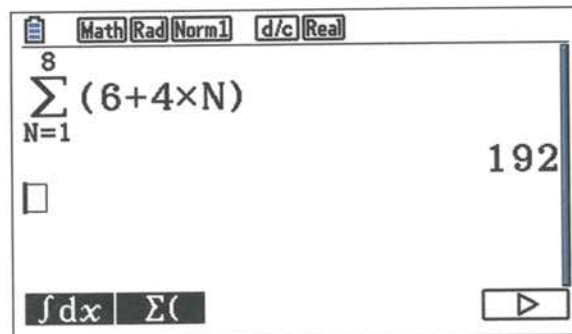 Math Rad Norm1 d/c Real
8
∑ (6+4×N)
N=1
192
∫dx Σ(